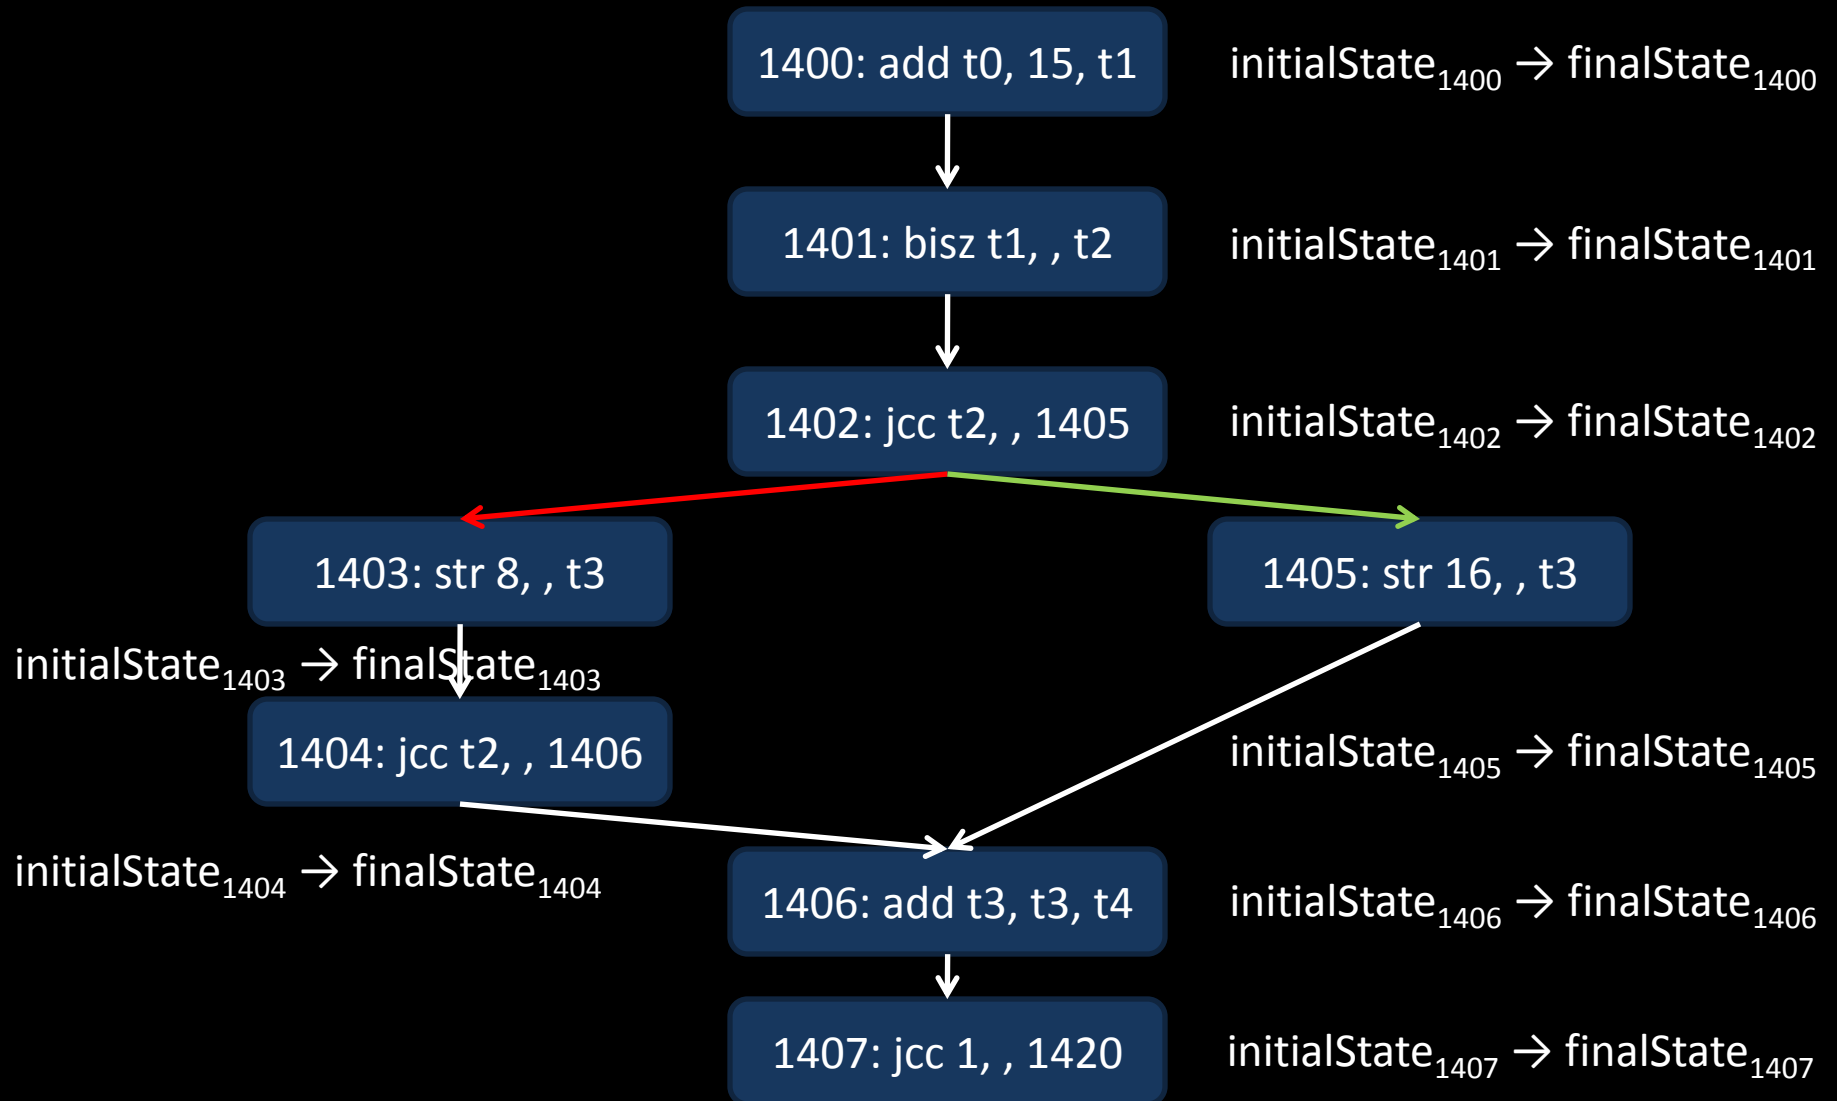 1400: add t0, 15, t1
initialState1400 → finalState1400
1401: bisz t1, , t2
initialState1401 → finalState1401
1402: jcc t2, , 1405
initialState1402 → finalState1402
1403: str 8, , t3
1405: str 16, , t3
initialState1403 → finalState1403
1404: jcc t2, , 1406
initialState1405 → finalState1405
initialState1404 → finalState1404
1406: add t3, t3, t4
initialState1406 → finalState1406
1407: jcc 1, , 1420
initialState1407 → finalState1407